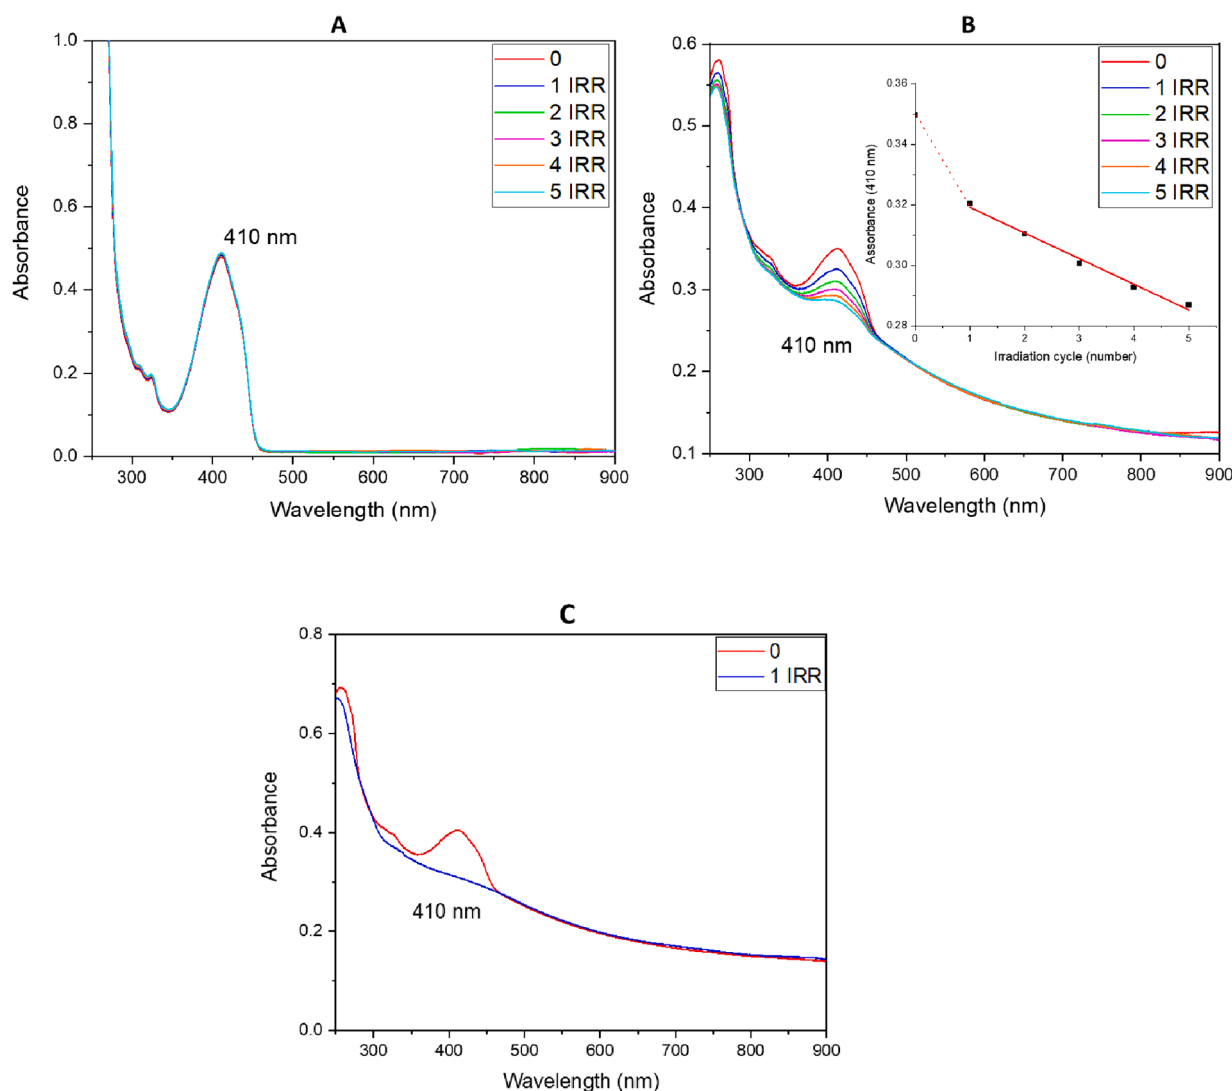 A
1.0
0.8
0.6
0.4
0.2
0.0
Absorbance
300 400 500 600 700 800 900
Wavelength (nm)
410 nm
0
1 IRR
2 IRR
3 IRR
4 IRR
5 IRR
B
0.6
0.5
0.4
0.3
0.2
0.1
Absorbance
300 400 500 600 700 800 900
Wavelength (nm)
410 nm
0
1 IRR
2 IRR
3 IRR
4 IRR
5 IRR
0.36
0.34
0.32
0.30
0.28
Assorbance (410 nm)
0 1 2 3 4 5
Irradiation cycle (number)
C
0.8
0.6
0.4
0.2
0.0
Absorbance
300 400 500 600 700 800 900
Wavelength (nm)
410 nm
0
1 IRR